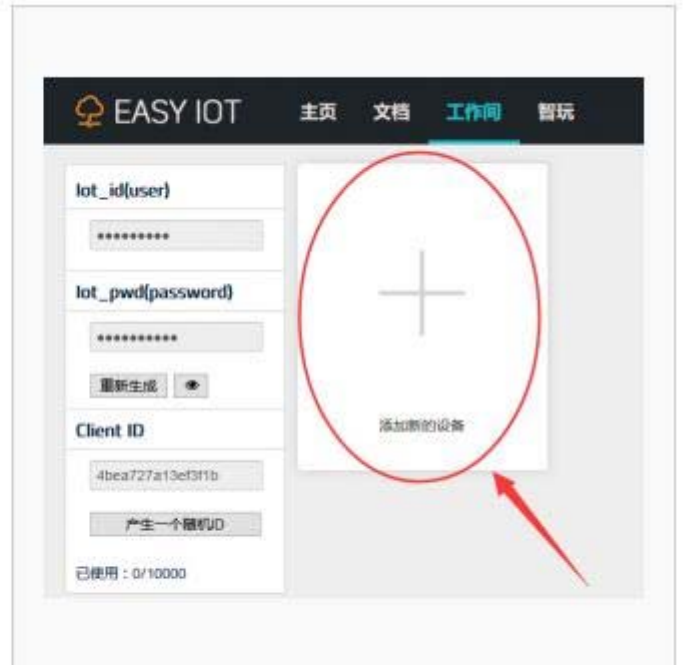 EASY IOT 主页 文档 工作间 智玩
Iot_id(user)
•••••••••
Iot_pwd(password)
••••••••••
重新生成
Client ID
4bea727a13ef3f1b
产生一个随机ID
已使用：0/10000
添加新的设备